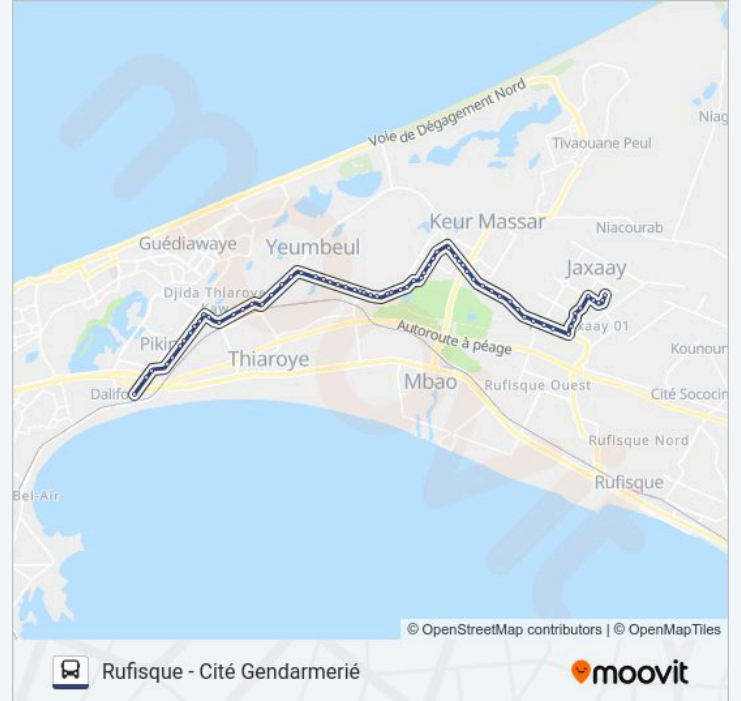 Voie de Dégagement Nord
Niag
Tivaouane Peul
Keur Massar
Guédiawaye
Yeumbeul
Niacourab
Jaxaay
Djida Thiaroye
Kaw
Jaxaay 01
Pikin
Autoroute à péage
Thiaroye
Kounoun
Mbao
Rufisque Ouest
Dalifo
Cité Sococim
Rufisque Nord
Rufisque
Bel-Air
© OpenStreetMap contributors | © OpenMapTiles
Rufisque - Cité Gendarmerié
moovit